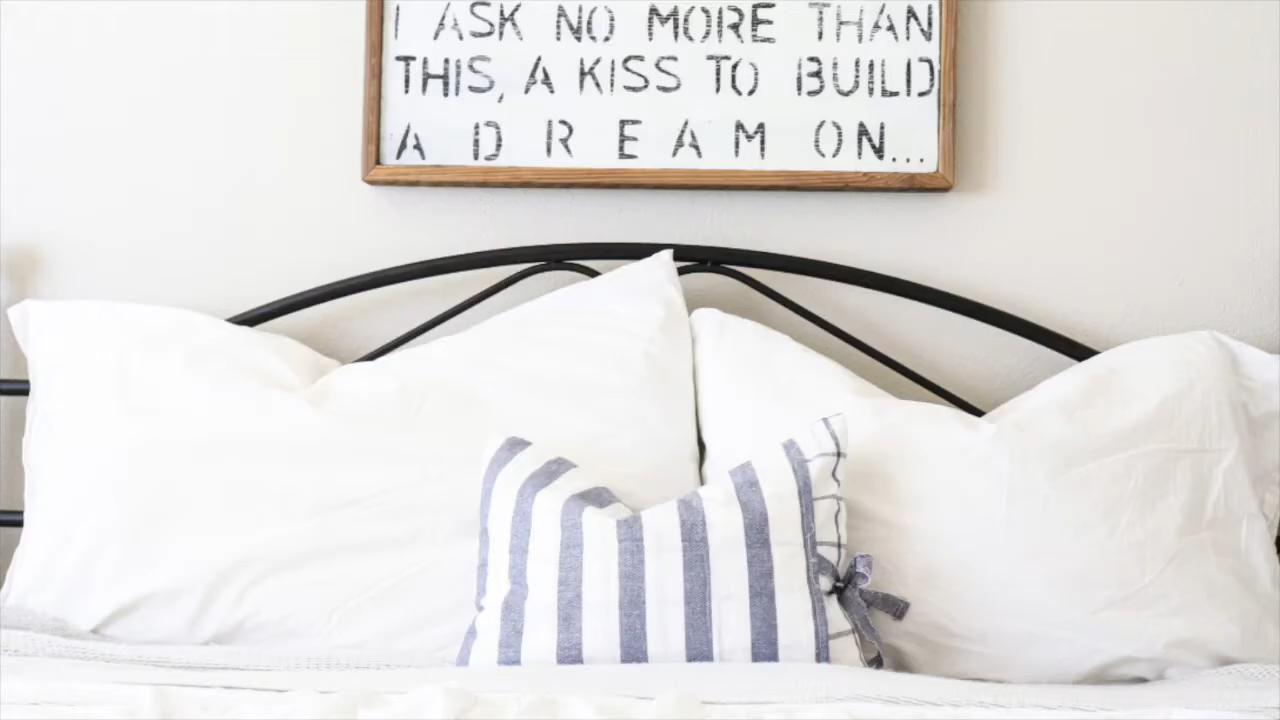 I ASK NO MORE THAN
THIS, A KISS TO BUILD
A DREAM ON...